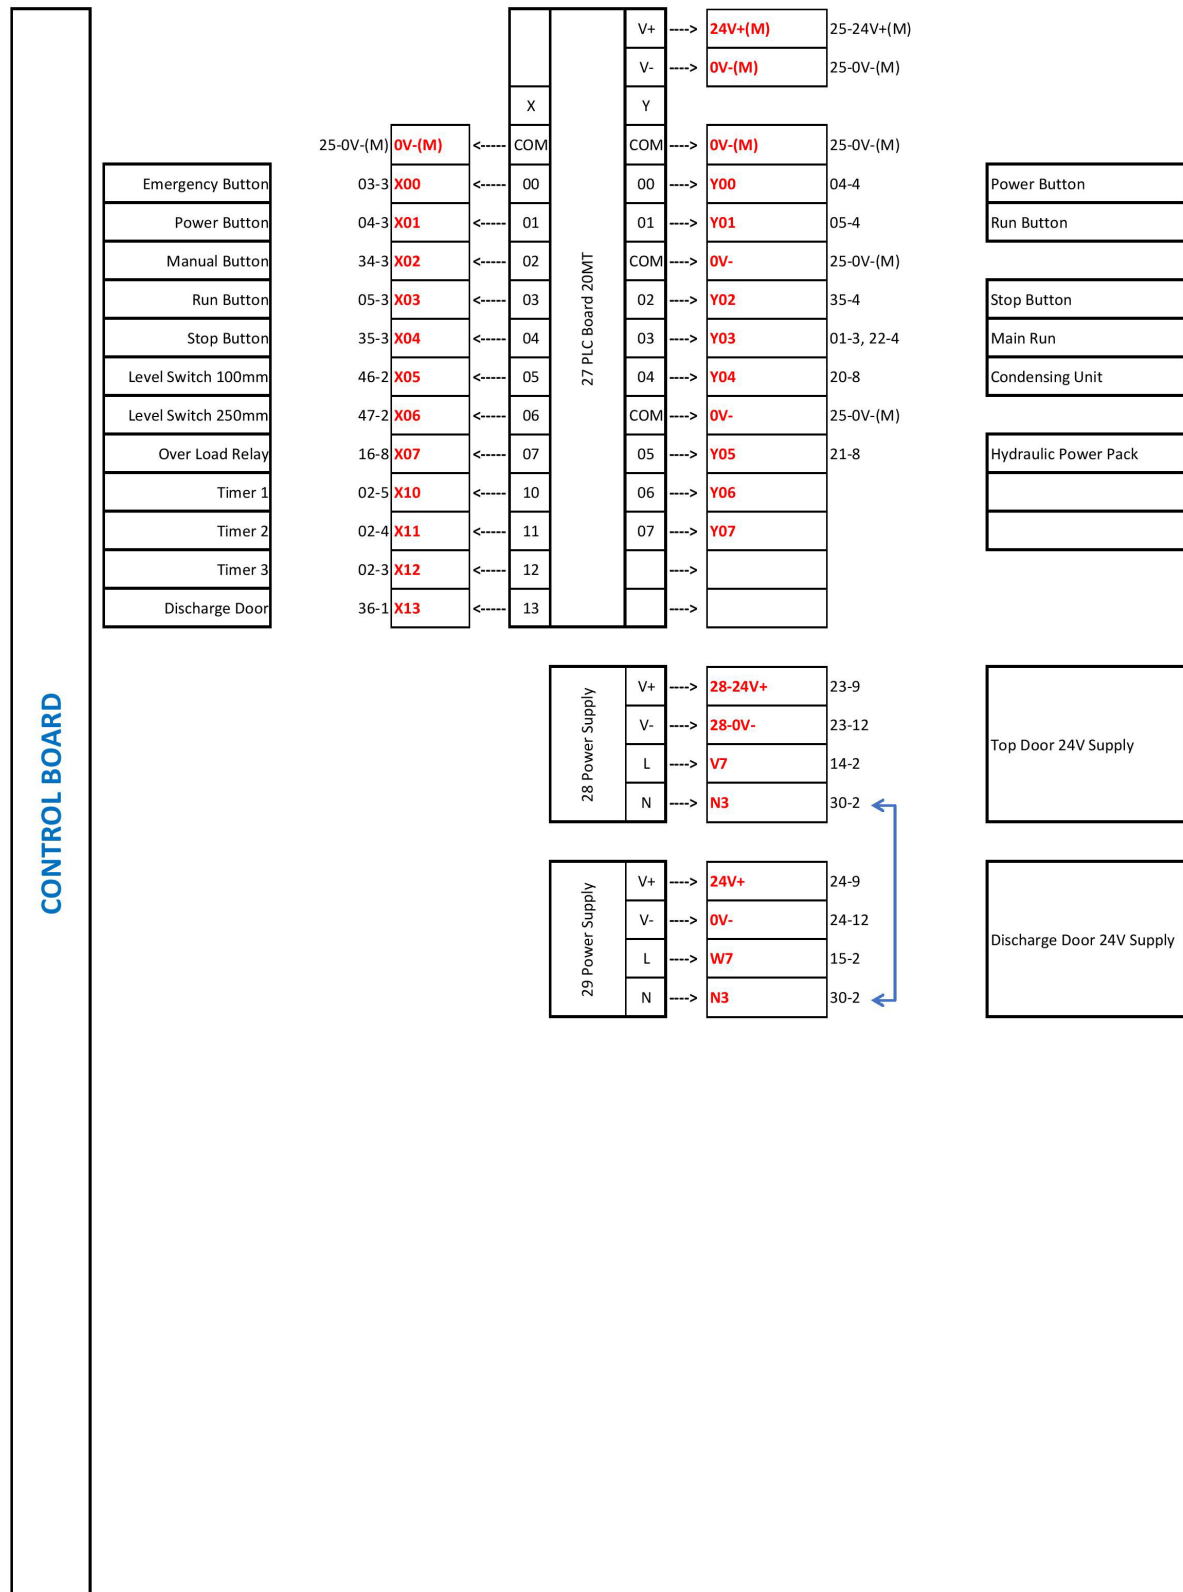 V+ ----> 24V+(M) 25-24V+(M)
V- ----> 0V-(M) 25-0V-(M)
X Y
25-0V-(M) 0V-(M) <----- COM COM ----> 0V-(M) 25-0V-(M)
Emergency Button 03-3 X00 <----- 00 00 ----> Y00 04-4 Power Button
Power Button 04-3 X01 <----- 01 01 ----> Y01 05-4 Run Button
Manual Button 34-3 X02 <----- 02 COM ----> 0V- 25-0V-(M)
Run Button 05-3 X03 <----- 03 02 ----> Y02 35-4 Stop Button
Stop Button 35-3 X04 <----- 04 03 ----> Y03 01-3, 22-4 Main Run
Level Switch 100mm 46-2 X05 <----- 05 04 ----> Y04 20-8 Condensing Unit
Level Switch 250mm 47-2 X06 <----- 06 COM ----> 0V- 25-0V-(M)
Over Load Relay 16-8 X07 <----- 07 05 ----> Y05 21-8 Hydraulic Power Pack
Timer 1 02-5 X10 <----- 10 06 ----> Y06
Timer 2 02-4 X11 <----- 11 07 ----> Y07
Timer 3 02-3 X12 <----- 12 ---->
Discharge Door 36-1 X13 <----- 13 ---->
27 PLC Board 20MT
CONTROL BOARD
28 Power Supply
V+ ----> 28-24V+ 23-9
V- ----> 28-0V- 23-12
Top Door 24V Supply
L ----> V7 14-2
N ----> N3 30-2
29 Power Supply
V+ ----> 24V+ 24-9
V- ----> 0V- 24-12
Discharge Door 24V Supply
L ----> W7 15-2
N ----> N3 30-2